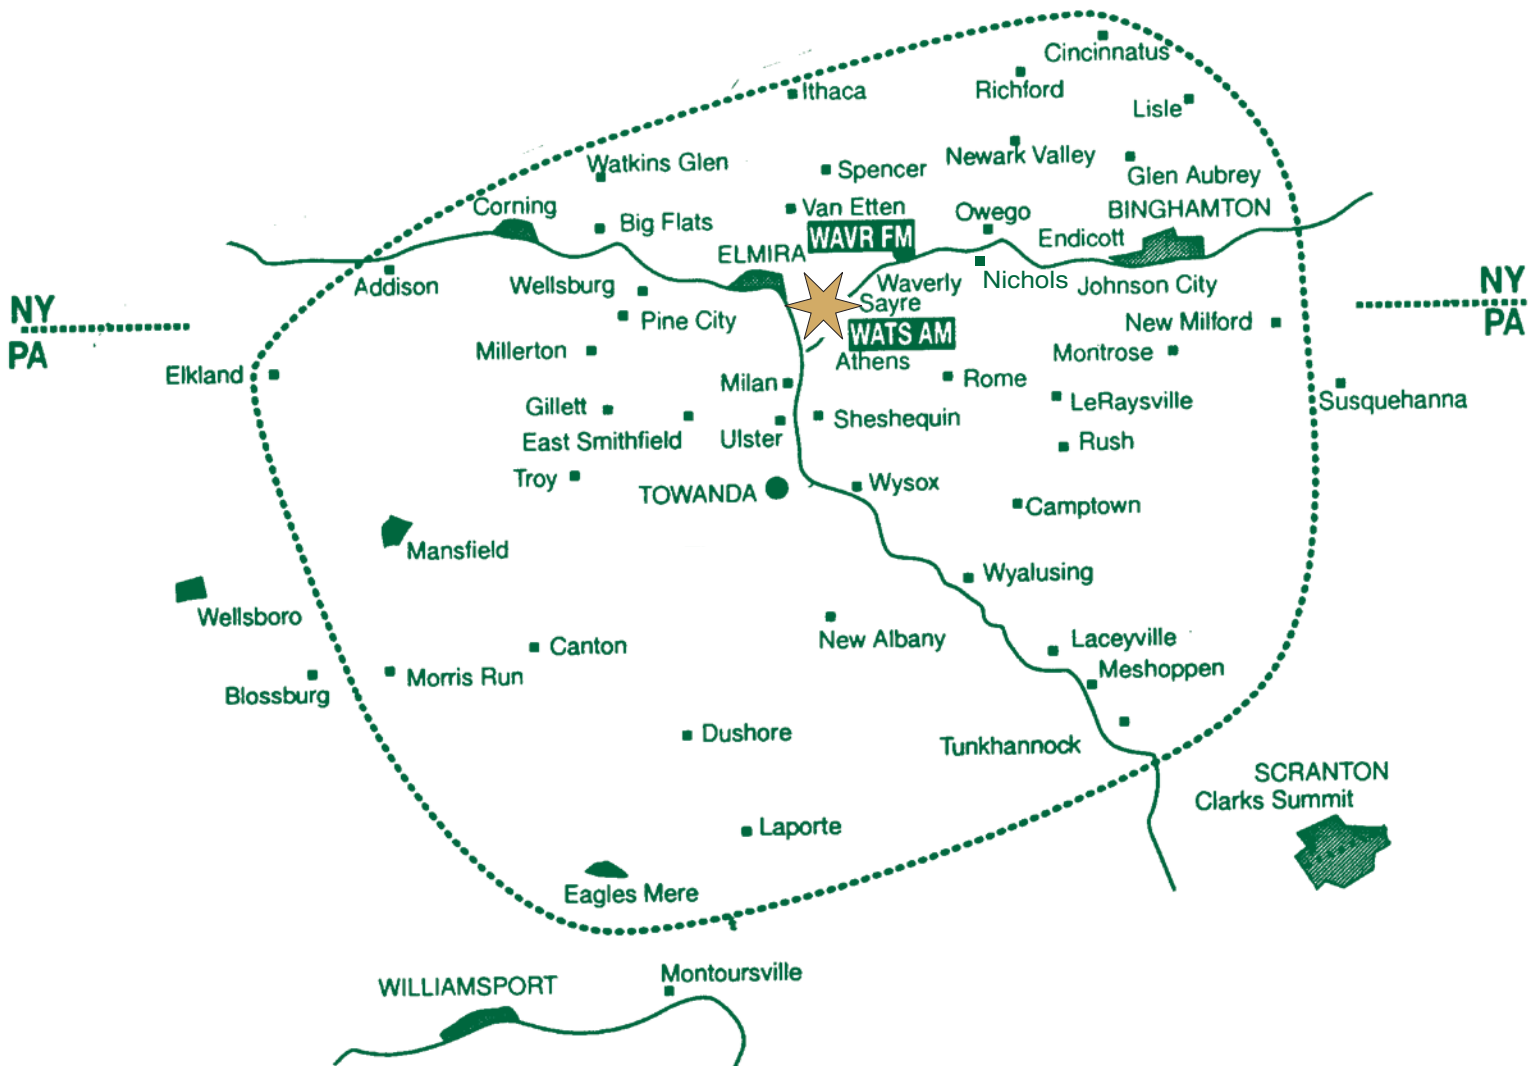 Cincinnatus
Ithaca
Richford
Lisle
Watkins Glen
Spencer
Newark Valley
Glen Aubrey
Corning
Big Flats
Van Etten
Owego
BINGHAMTON
WAVR FM
Endicott
ELMIRA
Addison
Wellsburg
Waverly
Nichols
Johnson City
NY
PA
Sayre
NY
PA
Pine City
WATS AM
New Milford
Millerton
Athens
Montrose
Elkland
Milan
Rome
LeRaysville
Susquehanna
Gillett
East Smithfield
Ulster
Sheshequin
Rush
Troy
TOWANDA
Wysox
Camptown
Mansfield
Wyalusing
Wellsboro
Canton
New Albany
Laceyville
Blossburg
Morris Run
Meshoppen
Dushore
Tunkhannock
SCRANTON
Clarks Summit
Laporte
Eagles Mere
WILLIAMSPORT
Montoursville